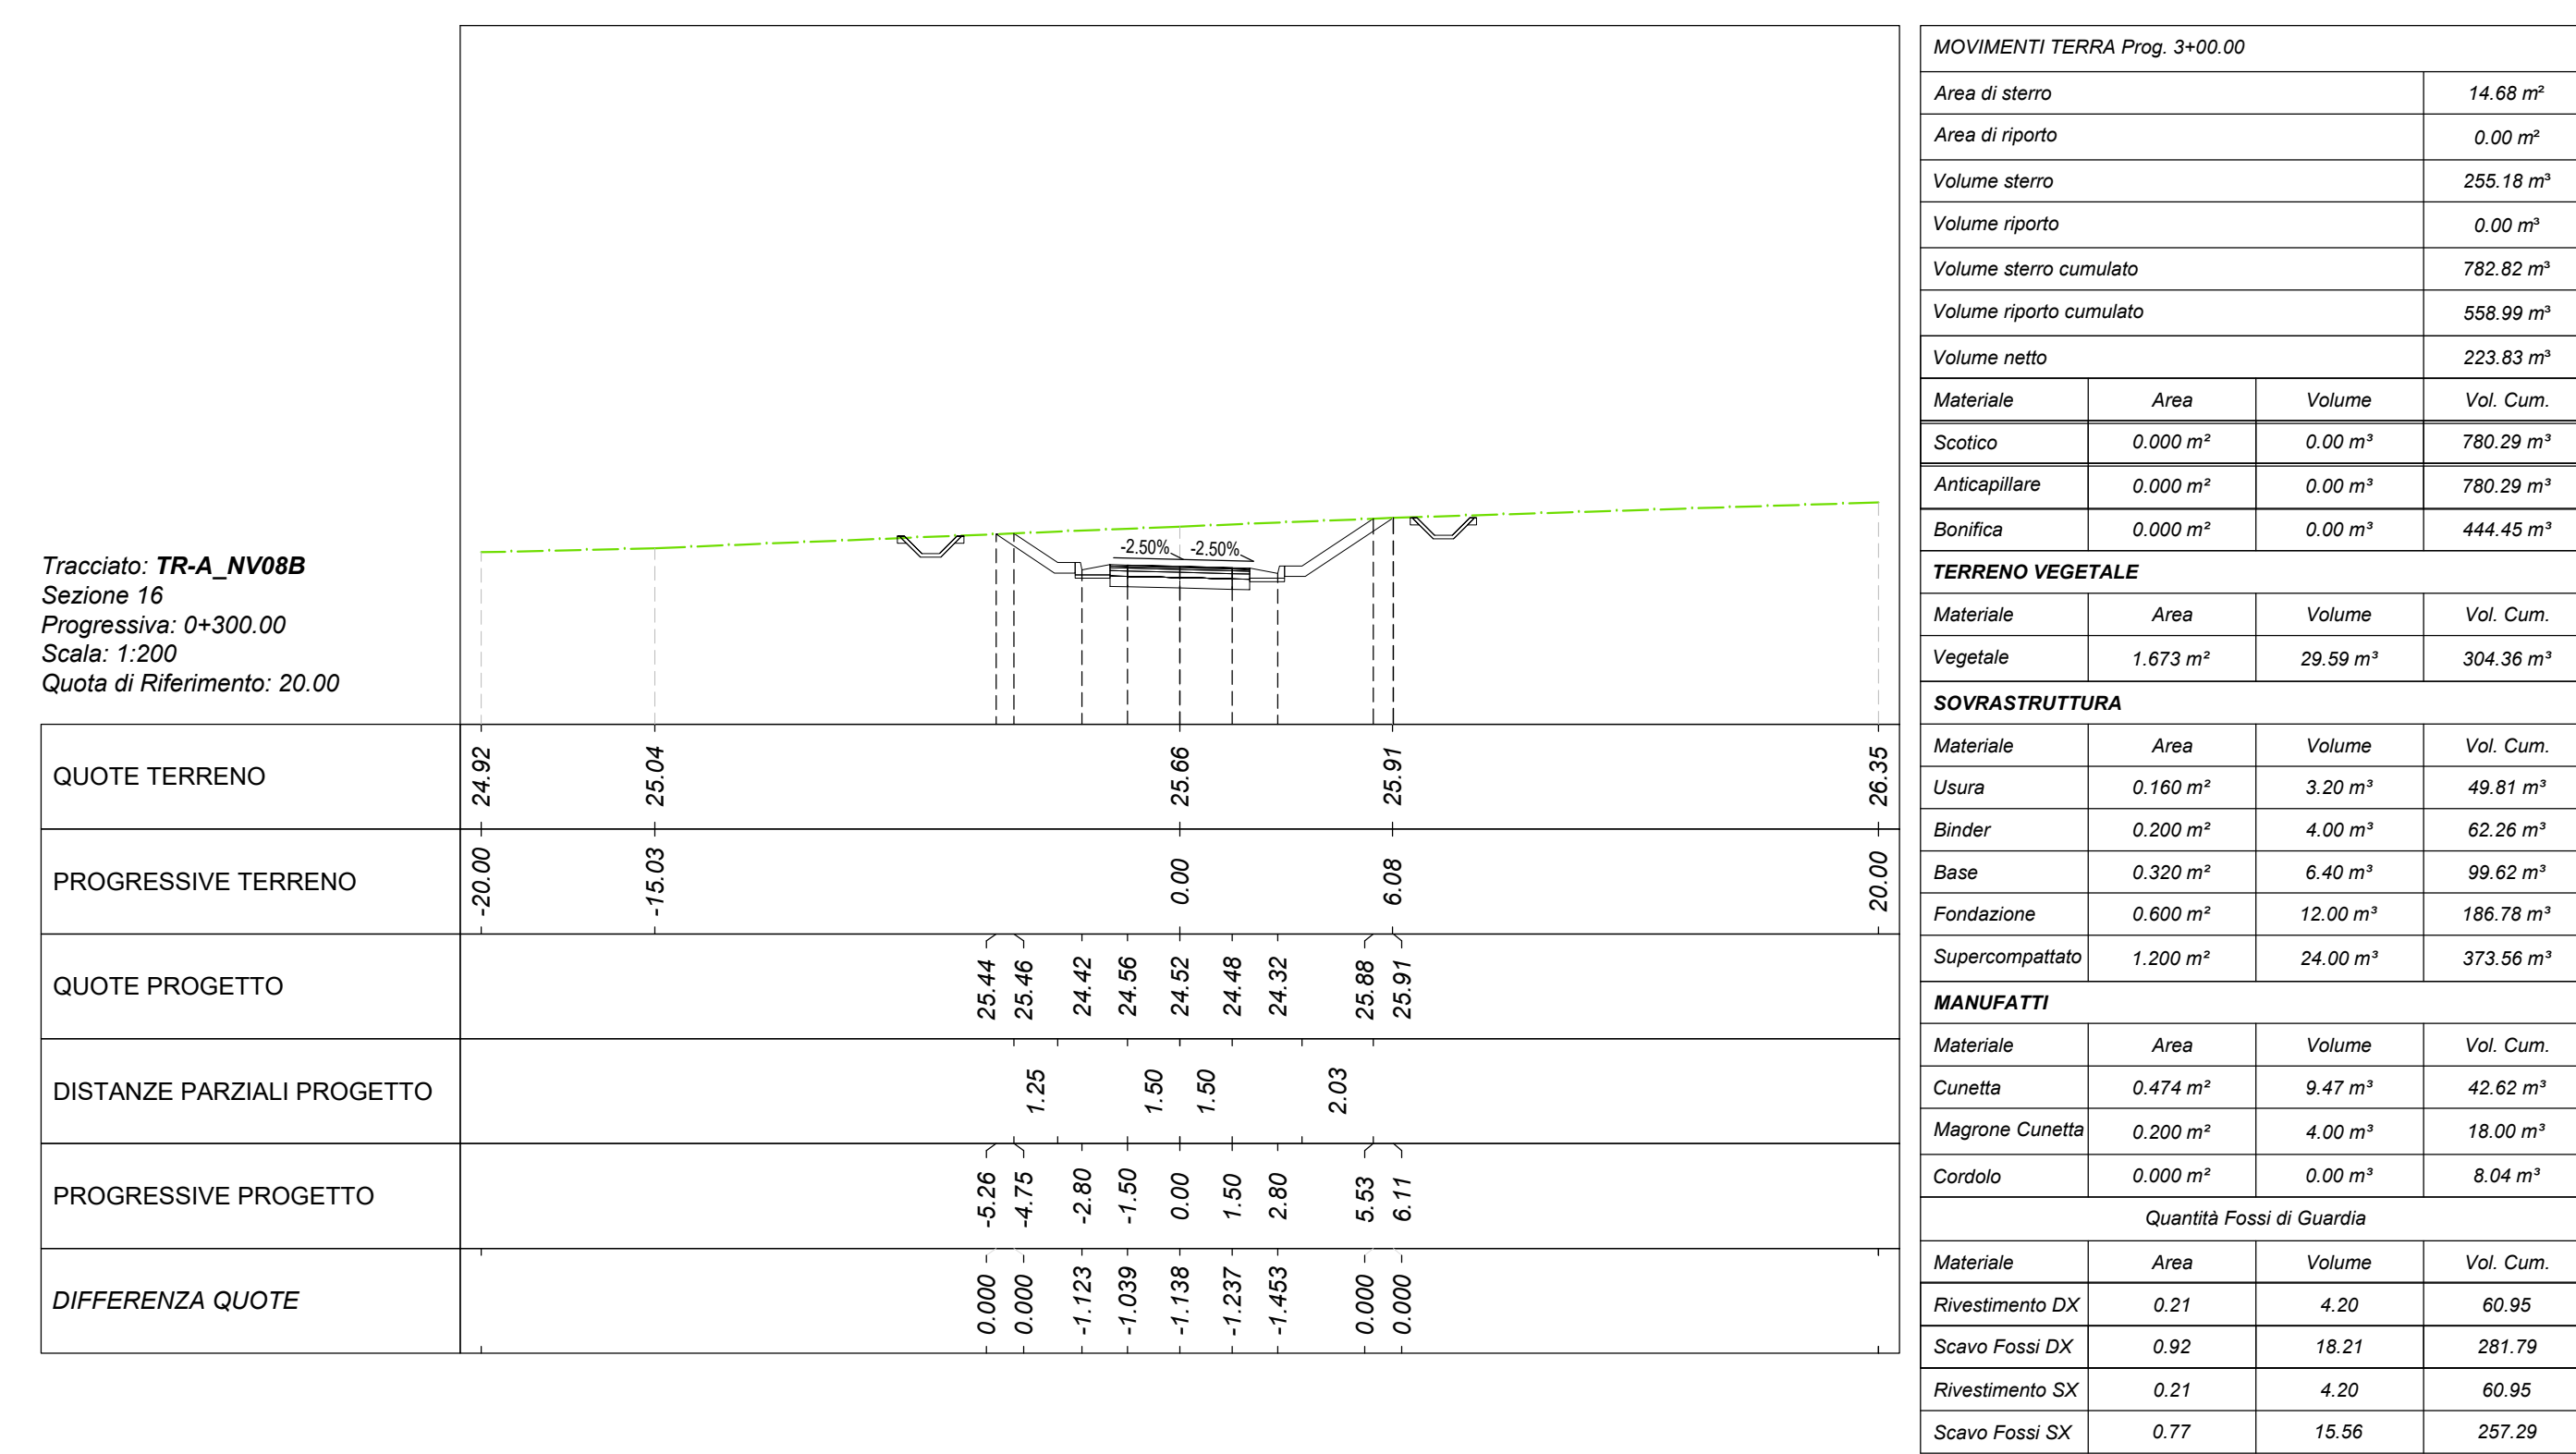 Tracciato: TR-A_NV08B
Sezione 16
Progressiva: 0+300.00
Scala: 1:200
Quota di Riferimento: 20.00
-2.50% -2.50%
QUOTE TERRENO 24.92 25.04 25.66 25.91 26.35
PROGRESSIVE TERRENO -20.00 -15.03 0.00 6.08 20.00
QUOTE PROGETTO 25.44 25.46 24.42 24.56 24.52 24.48 24.32 25.88 25.91
DISTANZE PARZIALI PROGETTO 1.25 1.50 1.50 2.03
PROGRESSIVE PROGETTO -5.26 -4.75 -2.80 -1.50 0.00 1.50 2.80 5.53 6.11
DIFFERENZA QUOTE 0.000 0.000 -1.123 -1.039 -1.138 -1.237 -1.453 0.000 0.000
MOVIMENTI TERRA Prog. 3+00.00
Area di sterro 14.68 m²
Area di riporto 0.00 m²
Volume sterro 255.18 m³
Volume riporto 0.00 m³
Volume sterro cumulato 782.82 m³
Volume riporto cumulato 558.99 m³
Volume netto 223.83 m³
Materiale Area Volume Vol. Cum.
Scotico 0.000 m² 0.00 m³ 780.29 m³
Anticapillare 0.000 m² 0.00 m³ 780.29 m³
Bonifica 0.000 m² 0.00 m³ 444.45 m³
TERRENO VEGETALE
Materiale Area Volume Vol. Cum.
Vegetale 1.673 m² 29.59 m³ 304.36 m³
SOVRASTRUTTURA
Materiale Area Volume Vol. Cum.
Usura 0.160 m² 3.20 m³ 49.81 m³
Binder 0.200 m² 4.00 m³ 62.26 m³
Base 0.320 m² 6.40 m³ 99.62 m³
Fondazione 0.600 m² 12.00 m³ 186.78 m³
Supercompattato 1.200 m² 24.00 m³ 373.56 m³
MANUFATTI
Materiale Area Volume Vol. Cum.
Cunetta 0.474 m² 9.47 m³ 42.62 m³
Magrone Cunetta 0.200 m² 4.00 m³ 18.00 m³
Cordolo 0.000 m² 0.00 m³ 8.04 m³
Quantità Fossi di Guardia
Materiale Area Volume Vol. Cum.
Rivestimento DX 0.21 4.20 60.95
Scavo Fossi DX 0.92 18.21 281.79
Rivestimento SX 0.21 4.20 60.95
Scavo Fossi SX 0.77 15.56 257.29